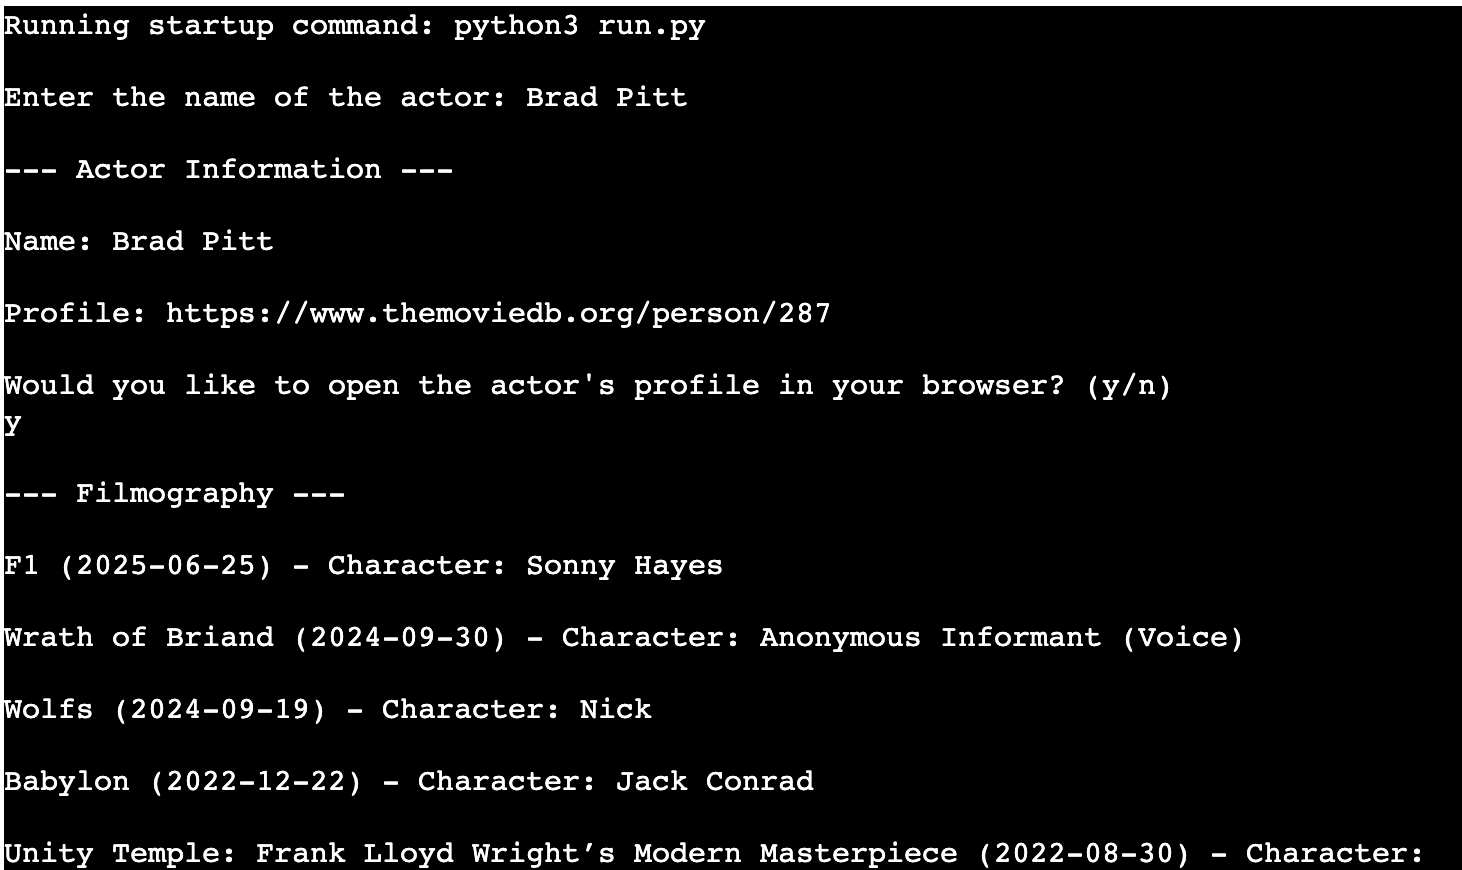 Running startup command: python3 run.py
Enter the name of the actor: Brad Pitt
--- Actor Information ---
Name: Brad Pitt
Profile: https://www.themoviedb.org/person/287
Would you like to open the actor's profile in your browser? (y/n)
y
--- Filmography ---
F1 (2025-06-25) - Character: Sonny Hayes
Wrath of Briand (2024-09-30) - Character: Anonymous Informant (Voice)
Wolfs (2024-09-19) - Character: Nick
Babylon (2022-12-22) - Character: Jack Conrad
Unity Temple: Frank Lloyd Wright’s Modern Masterpiece (2022-08-30) - Character: